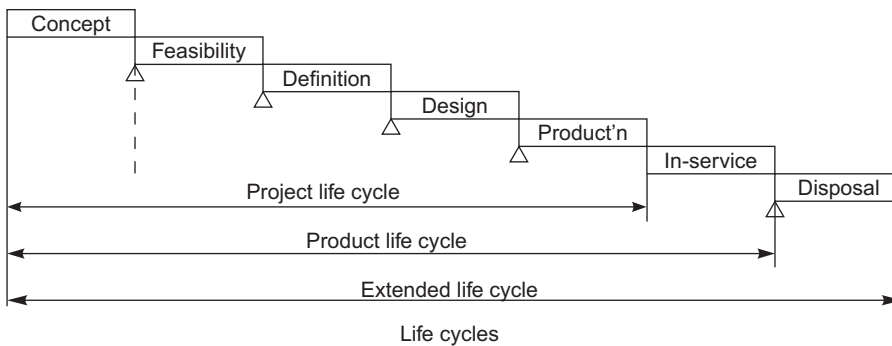 Concept
Feasibility
Definition
Design
Product'n
In-service
Disposal
Project life cycle
Product life cycle
Extended life cycle
Life cycles